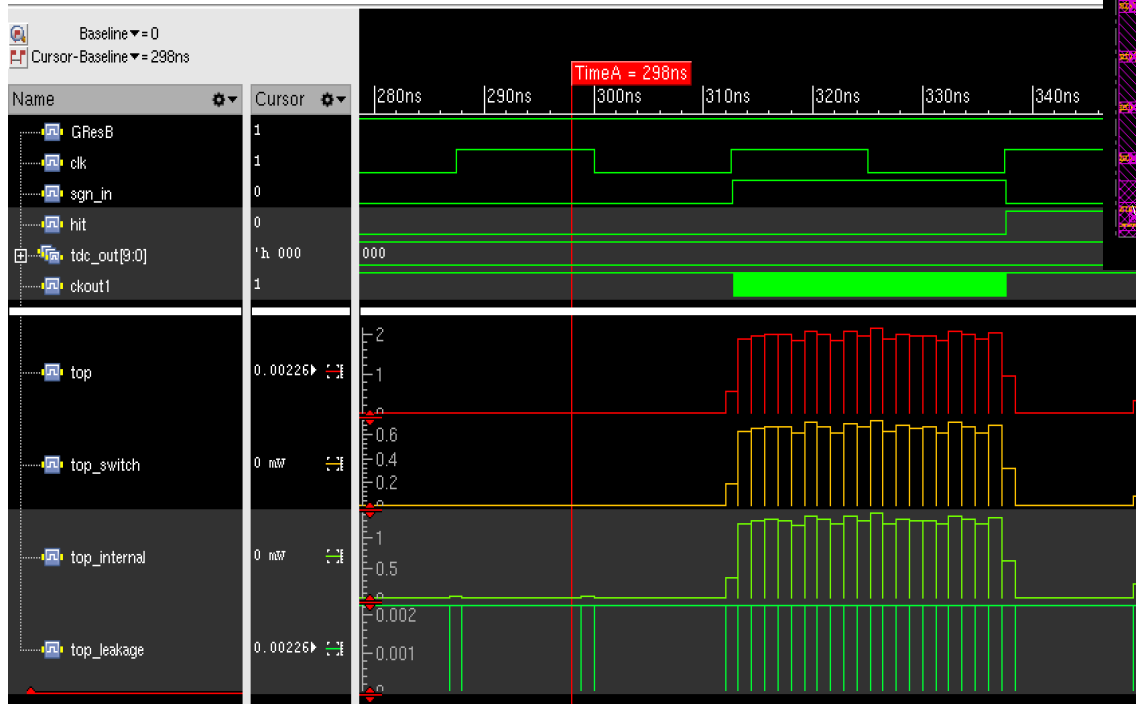 Baseline▼= 0
Cursor-Baseline▼= 298ns
TimeA = 298ns
Name Cursor 280ns 290ns 300ns 310ns 320ns 330ns 340ns
GResB 1
clk 1
sgn_in 0
hit 0
tdc_out[9:0] 'h 000 000
ckout1 1
2
top 0.00226
1
0
0.6
top_switch 0 mW 0.4
0.2
0
1
top_internal 0 mW
0.5
0
0.002
top_leakage 0.00226
0.001
0